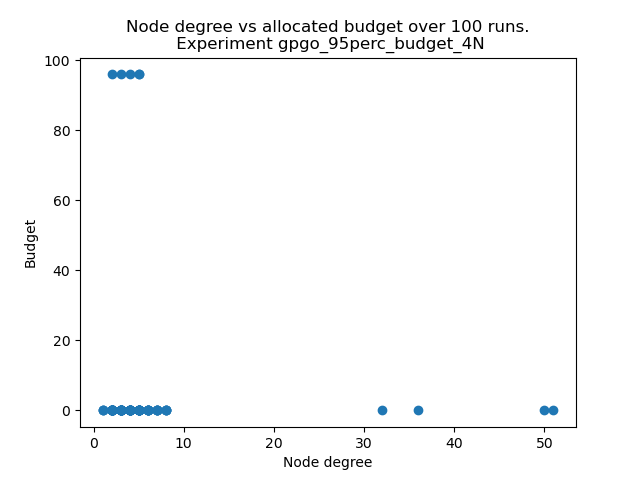 Node degree vs allocated budget over 100 runs.
Experiment gpgo_95perc_budget_4N
100
80
60
40
20
0
Budget
0 10 20 30 40 50
Node degree